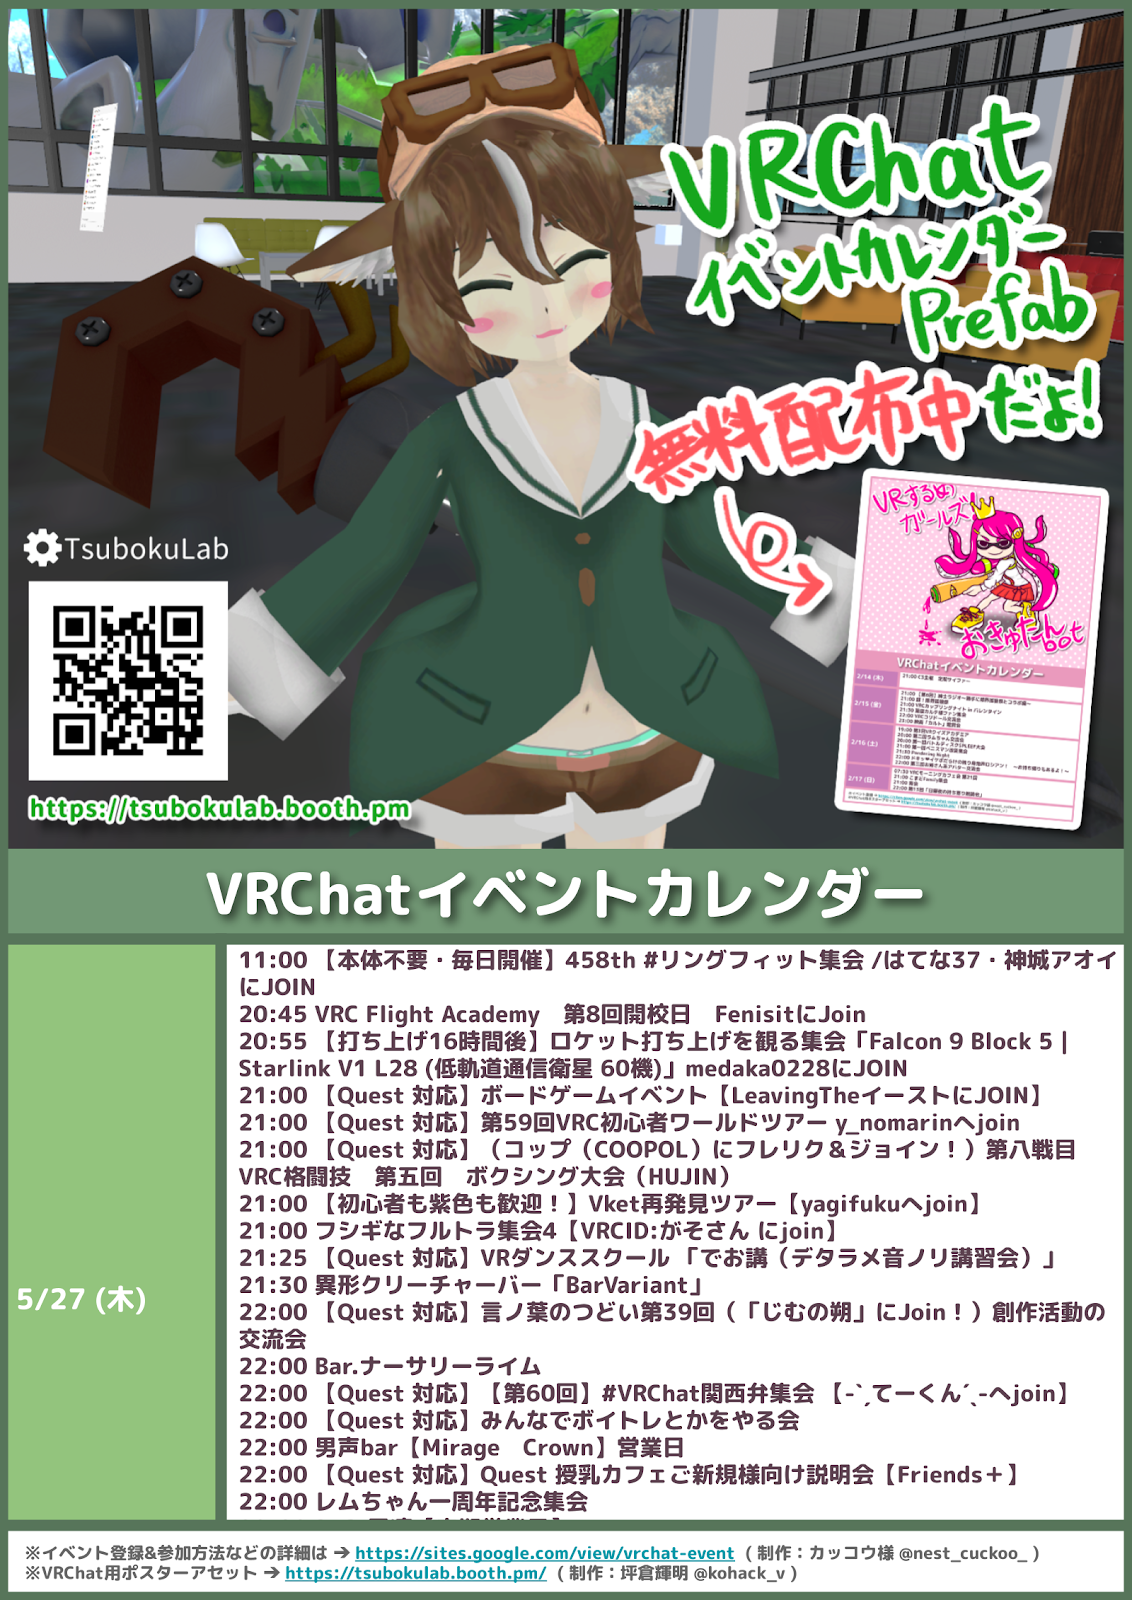 VRChat
イベントカレンダー
Prefab
無料配布中だよ!
TsubokuLab
https://tsubokulab.booth.pm
VRするめ
ガールズ
おきゅたん
bot
VRChatイベントカレンダー
2/14 (木)
2/15 (金)
2/16 (土)
2/17 (日)
VRChatイベントカレンダー
5/27 (木)
11:00 【本体不要・毎日開催】458th #リングフィット集会 /はてな37・神城アオイ
にJOIN
20:45 VRC Flight Academy　第8回開校日　FenisitにJoin
20:55 【打ち上げ16時間後】ロケット打ち上げを観る集会「Falcon 9 Block 5 |
Starlink V1 L28 (低軌道通信衛星 60機)」medaka0228にJOIN
21:00 【Quest 対応】ボードゲームイベント【LeavingTheイーストにJOIN】
21:00 【Quest 対応】第59回VRC初心者ワールドツアー y_nomarinへjoin
21:00 【Quest 対応】（コップ（COOPOL）にフレリク＆ジョイン！）第八戦目
VRC格闘技　第五回　ボクシング大会（HUJIN）
21:00 【初心者も紫色も歓迎！】Vket再発見ツアー【yagifukuへjoin】
21:00 フシギなフルトラ集会4【VRCID:がそさん にjoin】
21:25 【Quest 対応】VRダンススクール 「でお講（デタラメ音ノリ講習会）」
21:30 異形クリーチャーバー「BarVariant」
22:00 【Quest 対応】言ノ葉のつどい第39回（「じむの朔」にJoin！）創作活動の
交流会
22:00 Bar.ナーサリーライム
22:00 【Quest 対応】【第60回】#VRChat関西弁集会 【-ˋˏてーくんˊˎ-へjoin】
22:00 【Quest 対応】みんなでボイトレとかをやる会
22:00 男声bar【Mirage　Crown】営業日
22:00 【Quest 対応】Quest 授乳カフェご新規様向け説明会【Friends＋】
22:00 レムちゃん一周年記念集会
※イベント登録&参加方法などの詳細は ➔ https://sites.google.com/view/vrchat-event （制作：カッコウ様 @nest_cuckoo_ ）
※VRChat用ポスターアセット ➔ https://tsubokulab.booth.pm/ （制作：坪倉輝明 @kohack_v ）